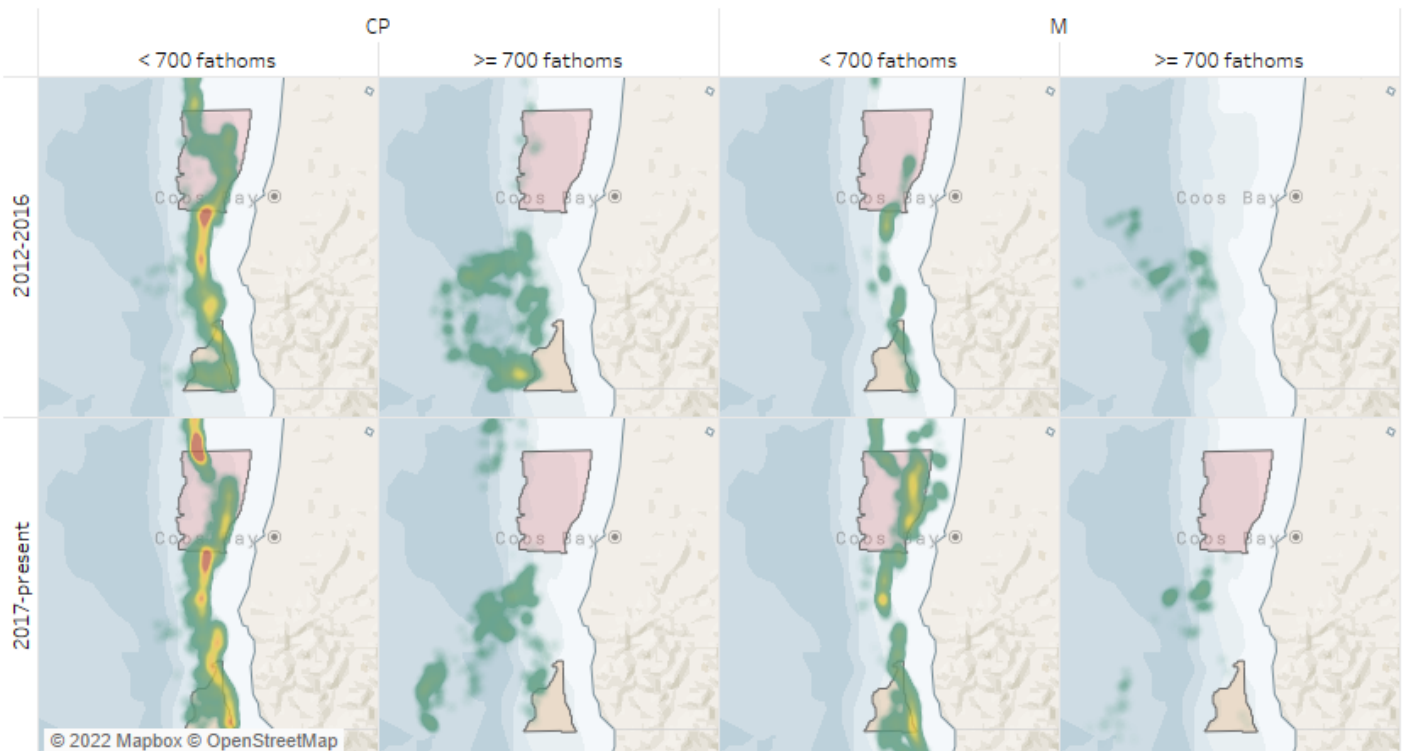 CP M
< 700 fathoms >= 700 fathoms < 700 fathoms >= 700 fathoms
2012-2016
Coos Bay Coos Bay Coos Bay Coos Bay
2017-present
Coos Bay Coos Bay Coos Bay Coos Bay
© 2022 Mapbox © OpenStreetMap